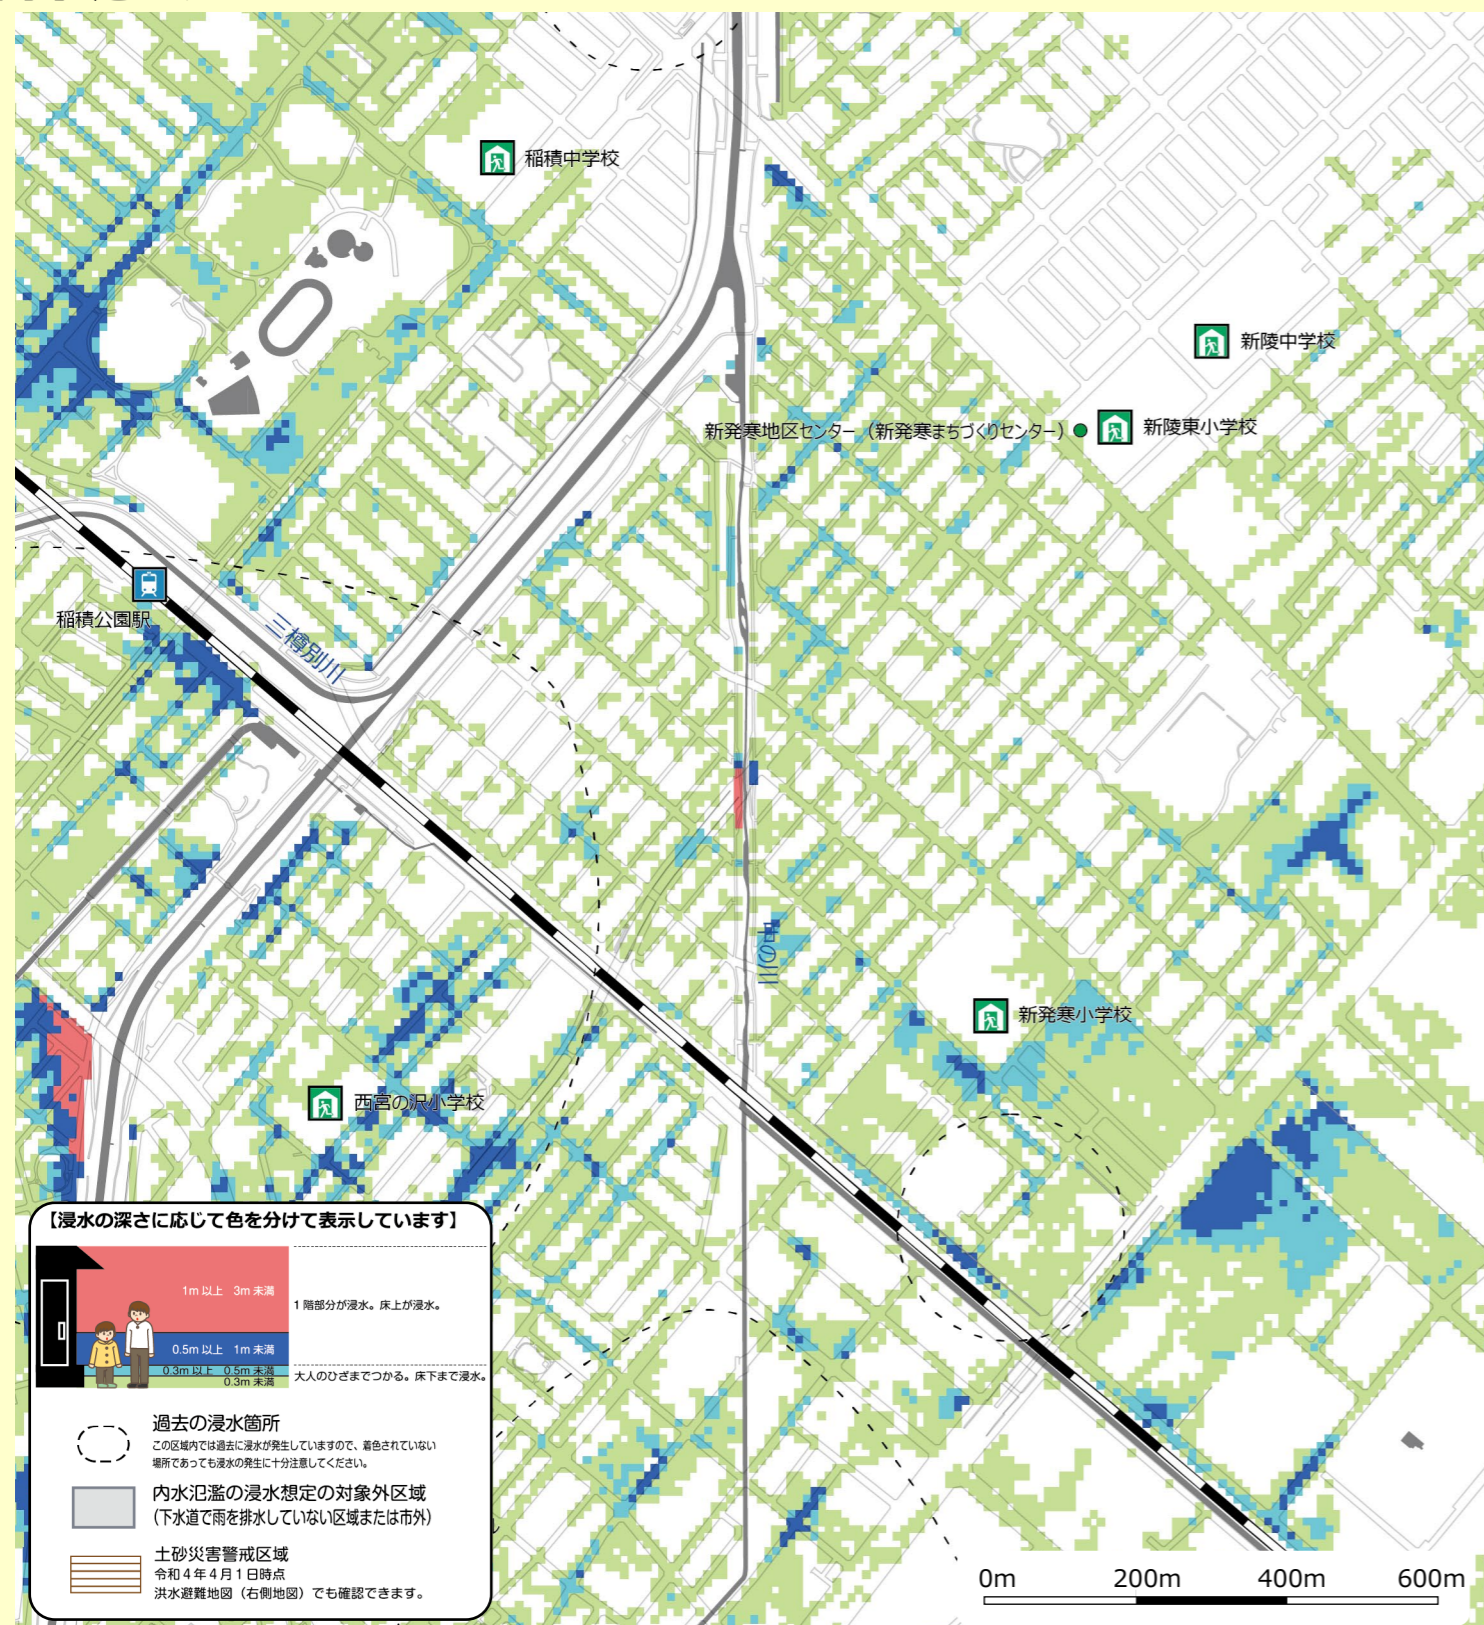 稲積中学校
新陵中学校
新発寒地区センター（新発寒まちづくりセンター）
新陵東小学校
稲積公園駅
三樽別川
中の川
新発寒小学校
西宮の沢小学校
【浸水の深さに応じて色を分けて表示しています】
1m 以上　3m 未満
1 階部分が浸水。床上が浸水。
0.5m 以上　1m 未満
0.3m 以上　0.5m 未満
0.3m 未満
大人のひざまでつかる。床下まで浸水。
過去の浸水箇所
この区域内では過去に浸水が発生していますので、着色されていない
場所であっても浸水の発生に十分注意してください。
内水氾濫の浸水想定の対象外区域
(下水道で雨を排水していない区域または市外)
土砂災害警戒区域
令和４年４月１日時点
洪水避難地図（右側地図）でも確認できます。
0m 200m 400m 600m